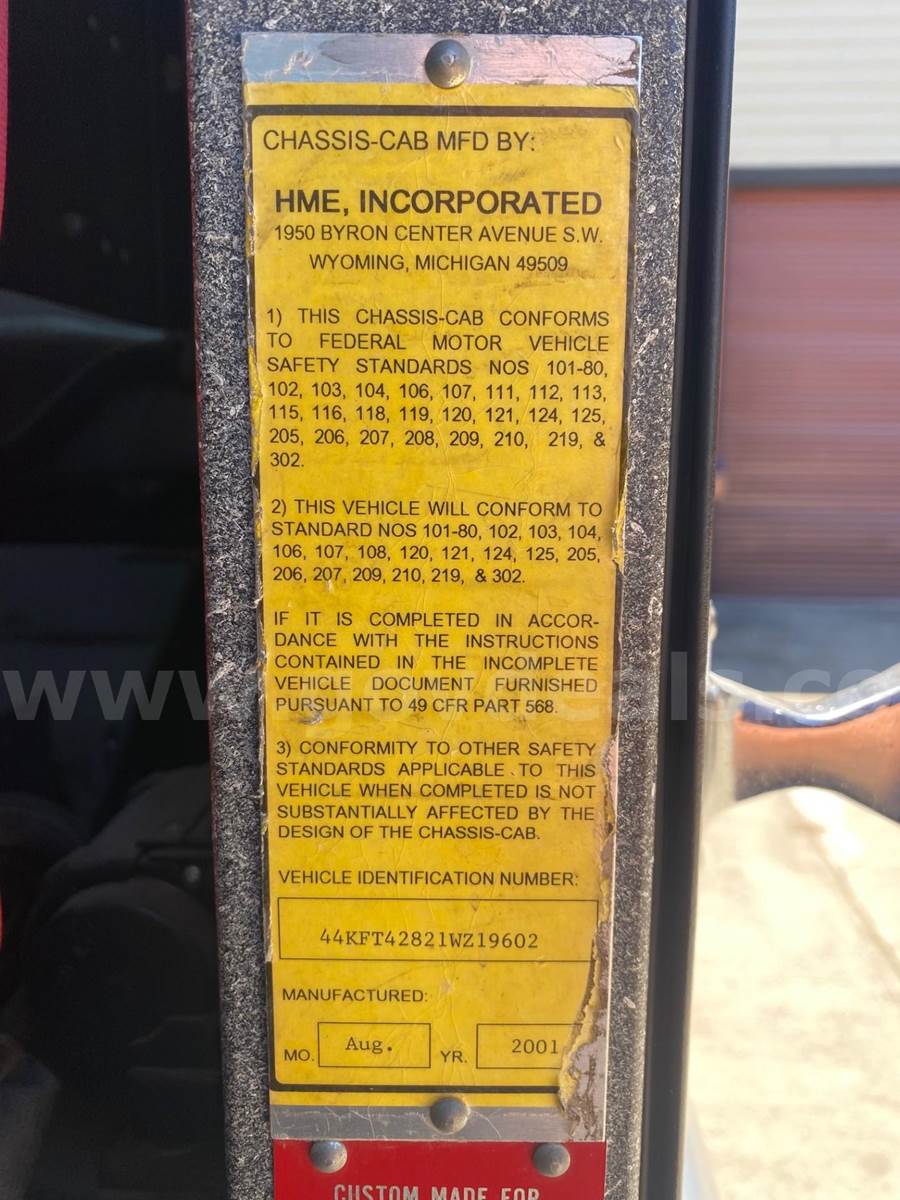 CHASSIS-CAB MFD BY:
HME, INCORPORATED
1950 BYRON CENTER AVENUE S.W.
WYOMING, MICHIGAN 49509
1) THIS CHASSIS-CAB CONFORMS
TO FEDERAL MOTOR VEHICLE
SAFETY STANDARDS NOS 101-80,
102, 103, 104, 106, 107, 111, 112, 113,
115, 116, 118, 119, 120, 121, 124, 125,
205, 206, 207, 208, 209, 210, 219, &
302.
2) THIS VEHICLE WILL CONFORM TO
STANDARD NOS 101-80, 102, 103, 104,
106, 107, 108, 120, 121, 124, 125, 205,
206, 207, 209, 210, 219, & 302.
IF IT IS COMPLETED IN ACCOR-
DANCE WITH THE INSTRUCTIONS
CONTAINED IN THE INCOMPLETE
VEHICLE DOCUMENT FURNISHED
PURSUANT TO 49 CFR PART 568.
3) CONFORMITY TO OTHER SAFETY
STANDARDS APPLICABLE TO THIS
VEHICLE WHEN COMPLETED IS NOT
SUBSTANTIALLY AFFECTED BY THE
DESIGN OF THE CHASSIS-CAB.
VEHICLE IDENTIFICATION NUMBER:
44KFT42821WZ19602
MANUFACTURED:
MO. Aug. YR. 2001
CUSTOM MADE FOR